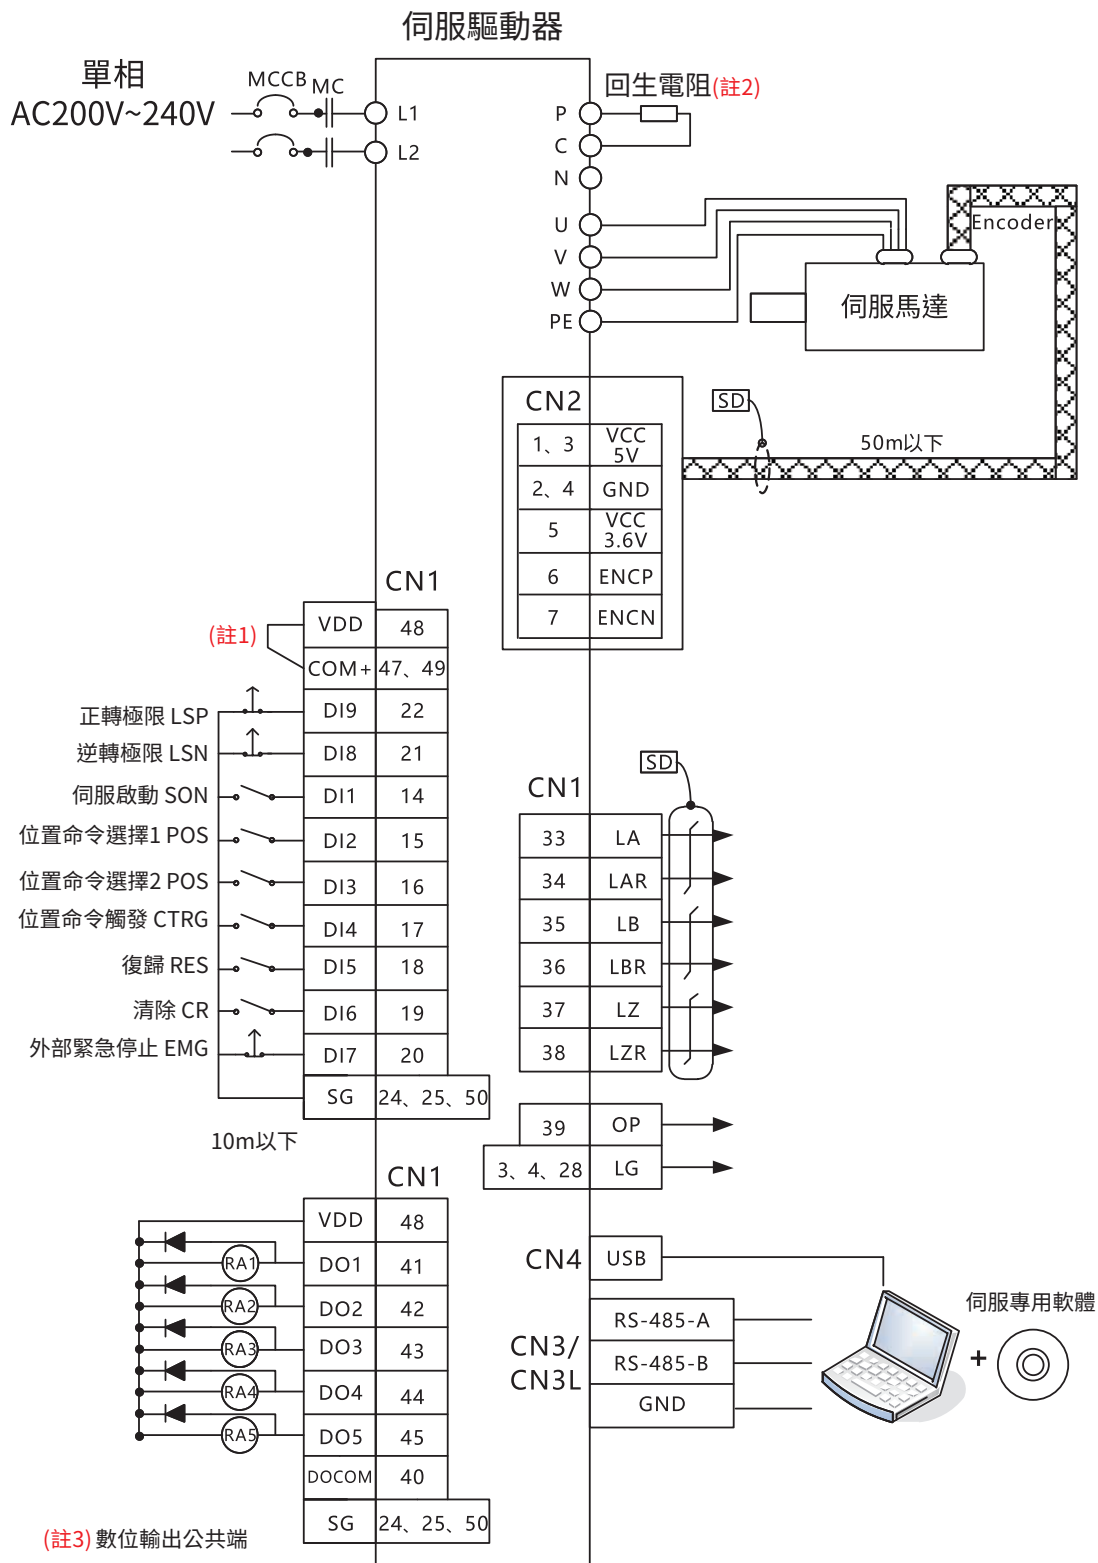 伺服驅動器
單相
AC200V~240V
MCCB
MC
L1
L2
回生電阻(註2)
P
C
N
U
V
W
PE
Encoder
伺服馬達
CN2
1、3 VCC 5V
2、4 GND
5 VCC 3.6V
6 ENCP
7 ENCN
SD
50m以下
CN1
(註1)
VDD 48
COM+ 47、49
正轉極限 LSP DI9 22
逆轉極限 LSN DI8 21
伺服啟動 SON DI1 14
位置命令選擇1 POS DI2 15
位置命令選擇2 POS DI3 16
位置命令觸發 CTRG DI4 17
復歸 RES DI5 18
清除 CR DI6 19
外部緊急停止 EMG DI7 20
SG 24、25、50
10m以下
SD
CN1
33 LA
34 LAR
35 LB
36 LBR
37 LZ
38 LZR
39 OP
3、4、28 LG
CN1
VDD 48
RA1 DO1 41
RA2 DO2 42
RA3 DO3 43
RA4 DO4 44
RA5 DO5 45
DOCOM 40
SG 24、25、50
(註3) 數位輸出公共端
CN4 USB
CN3/
CN3L
RS-485-A
RS-485-B
GND
伺服專用軟體
+